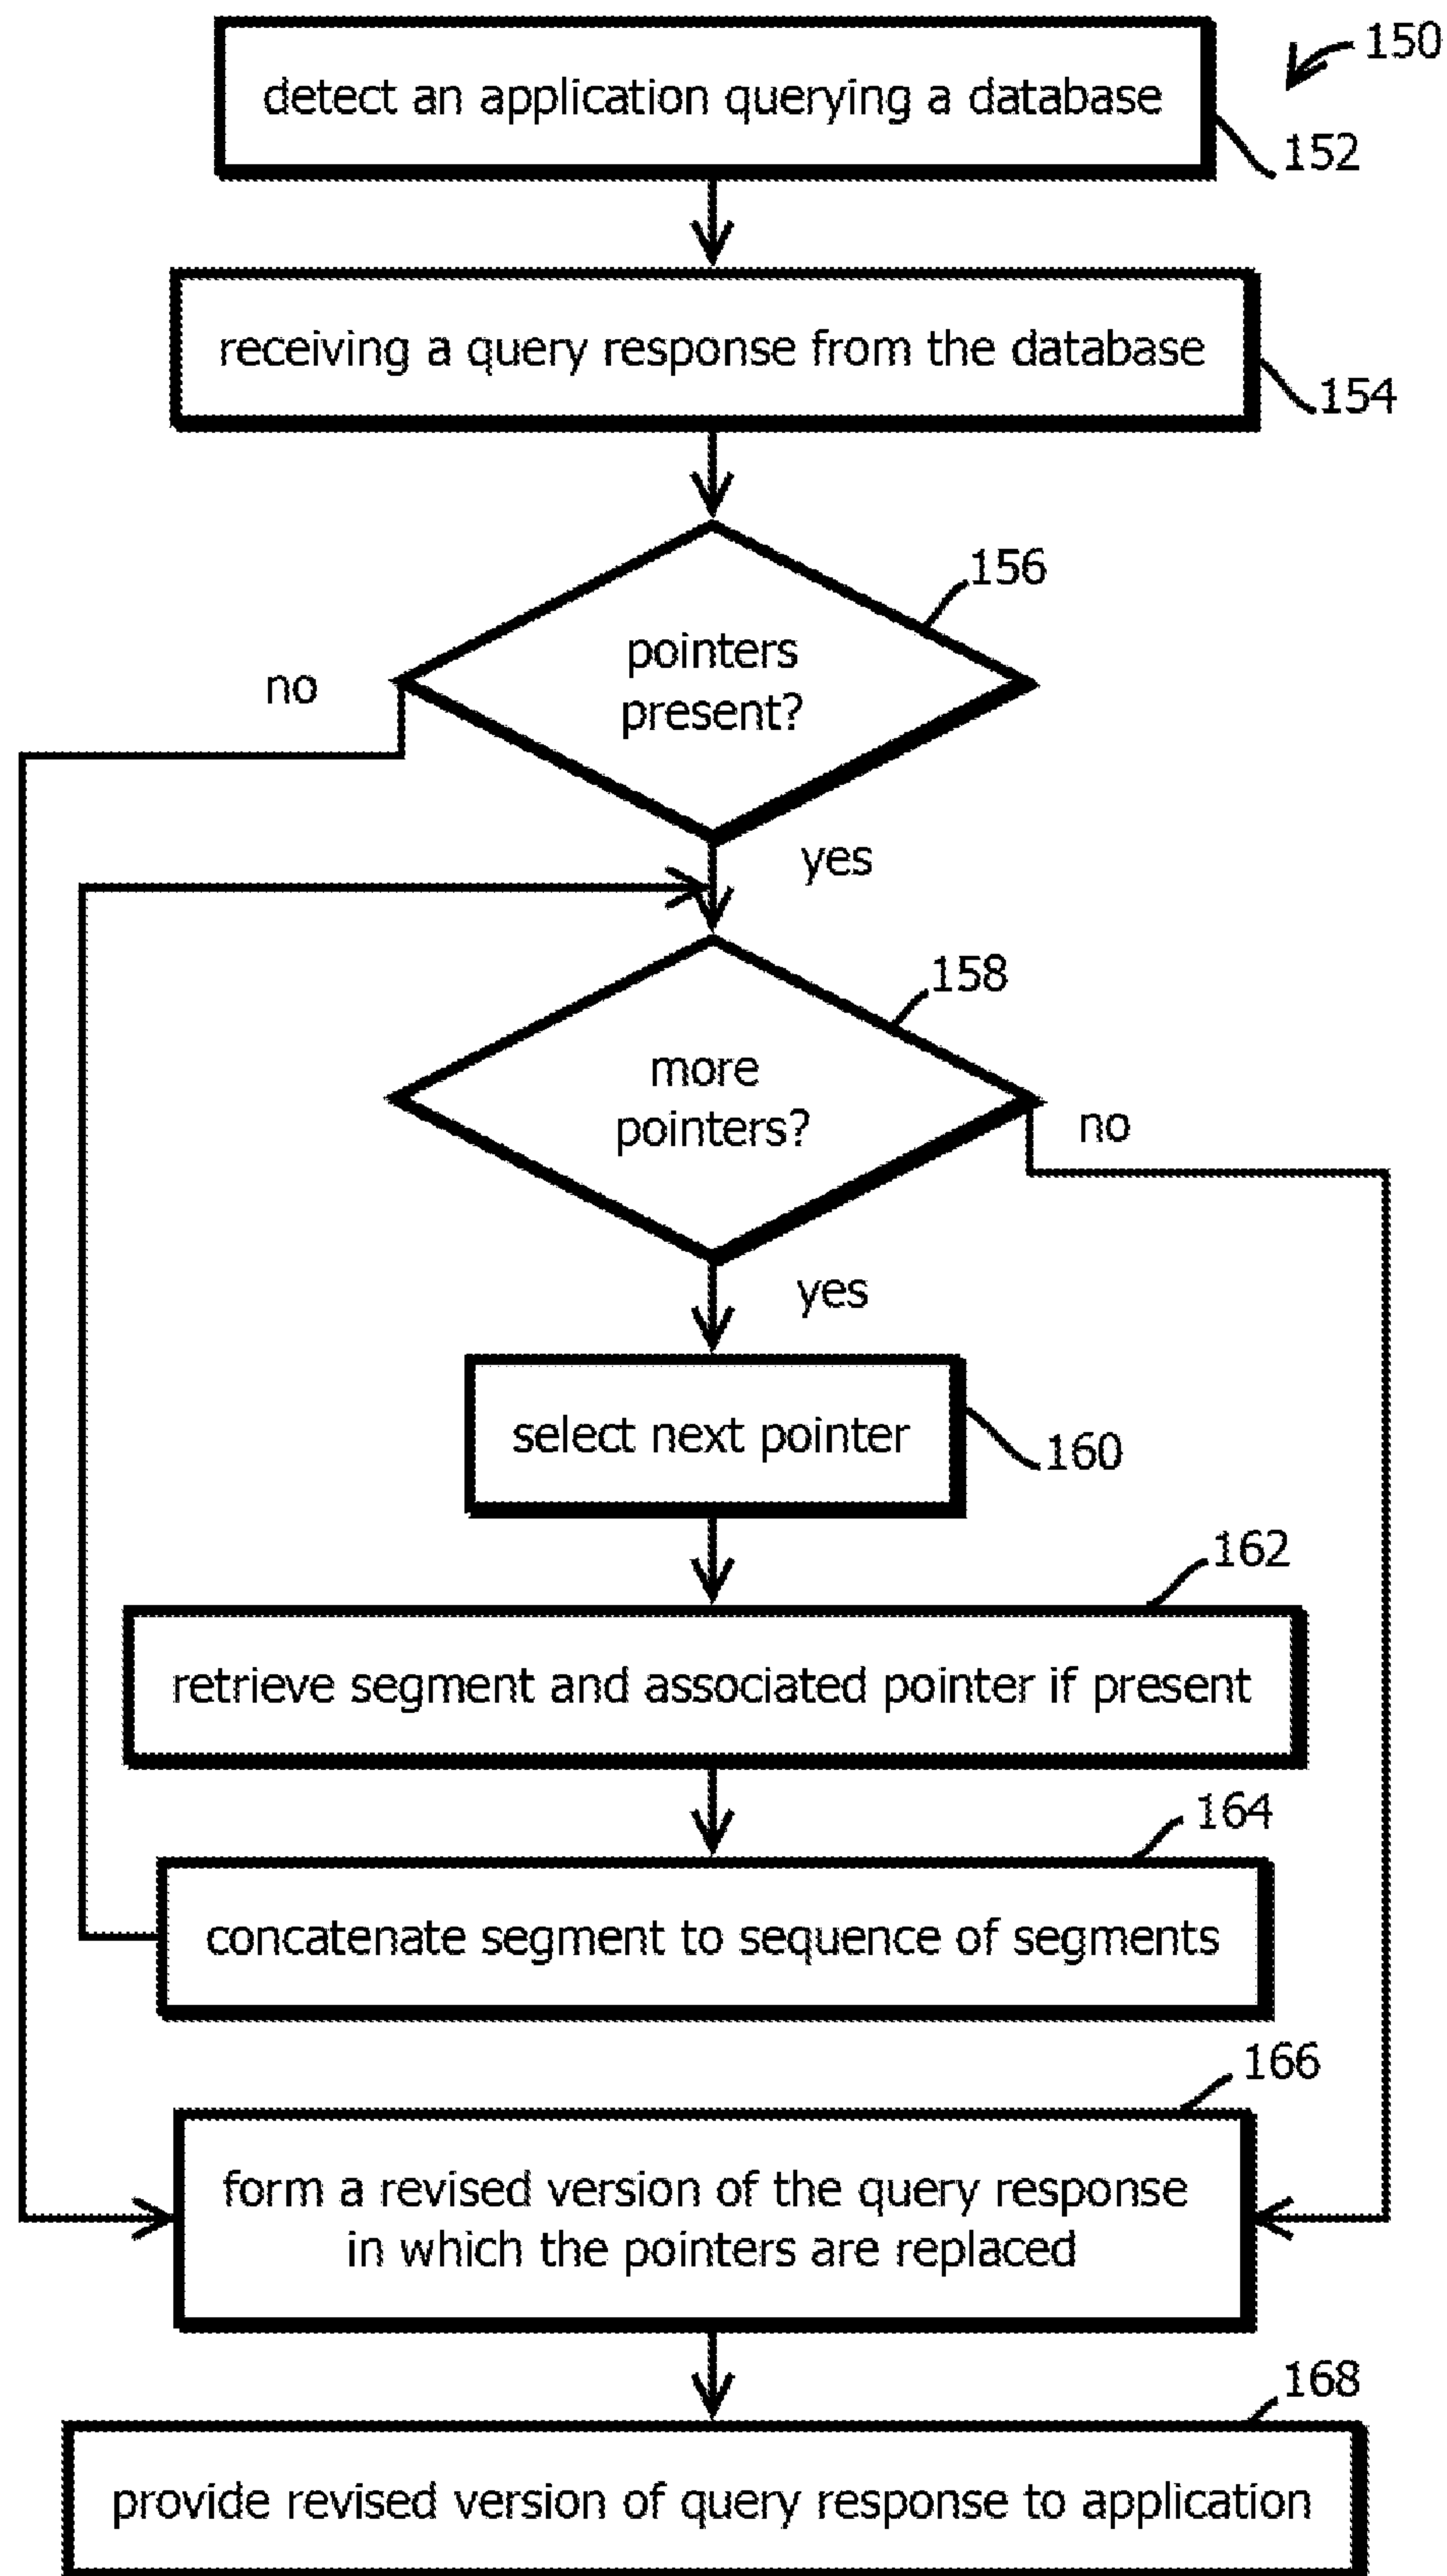 150
detect an application querying a database
152
receiving a query response from the database
154
156
pointers
present?
no
yes
158
more
pointers?
no
yes
select next pointer
160
162
retrieve segment and associated pointer if present
164
concatenate segment to sequence of segments
166
form a revised version of the query response
in which the pointers are replaced
168
provide revised version of query response to application